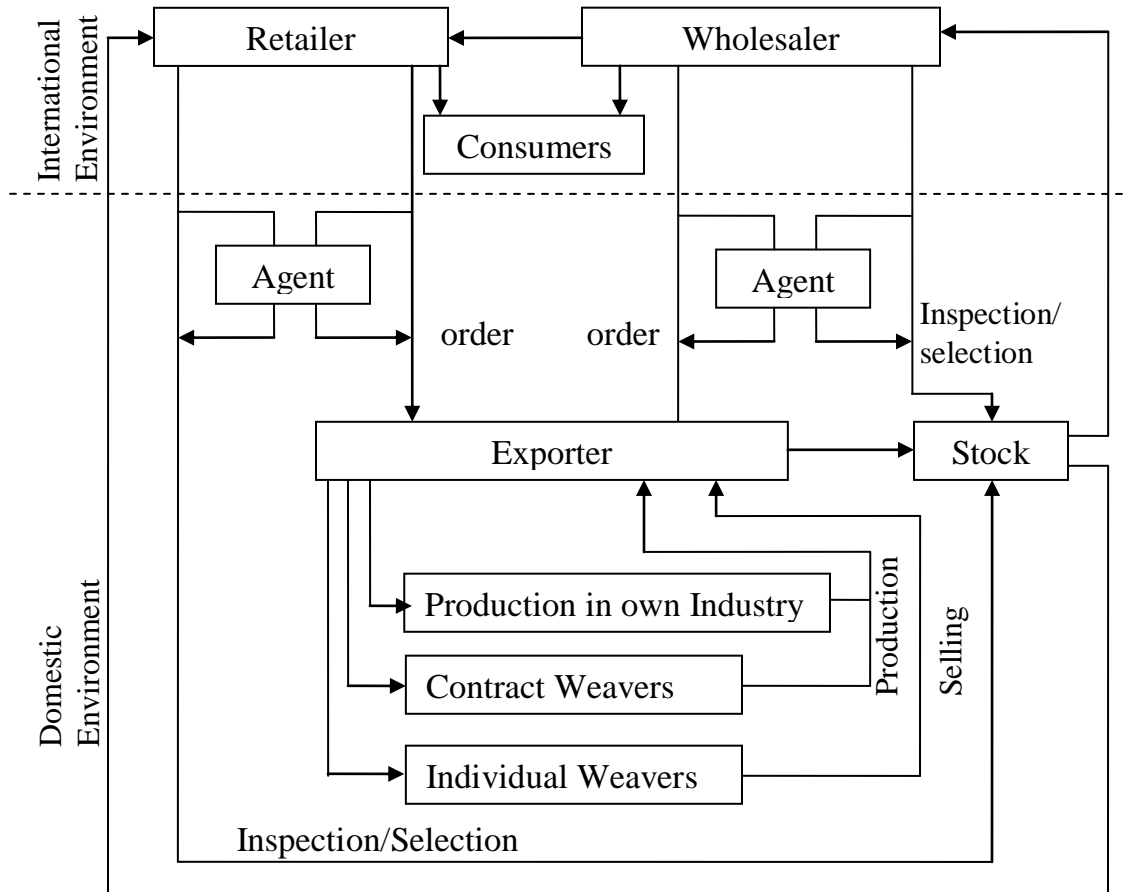 International
Environment
Retailer
Wholesaler
Consumers
Agent
Agent
order
order
Inspection/
selection
Exporter
Stock
Production in own Industry
Contract Weavers
Individual Weavers
Production
Selling
Domestic
Environment
Inspection/Selection